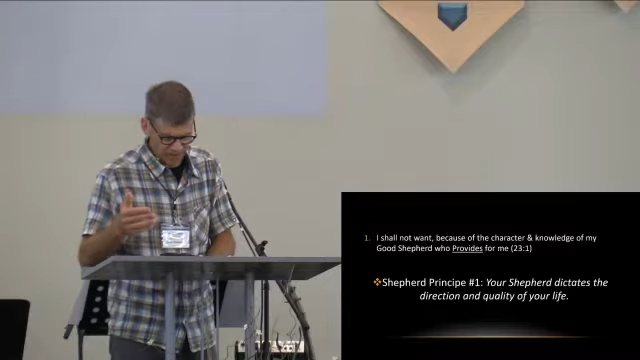 1. I shall not want, because of the character & knowledge of my
Good Shepherd who Provides for me (23:1)
❖Shepherd Principe #1: Your Shepherd dictates the
direction and quality of your life.